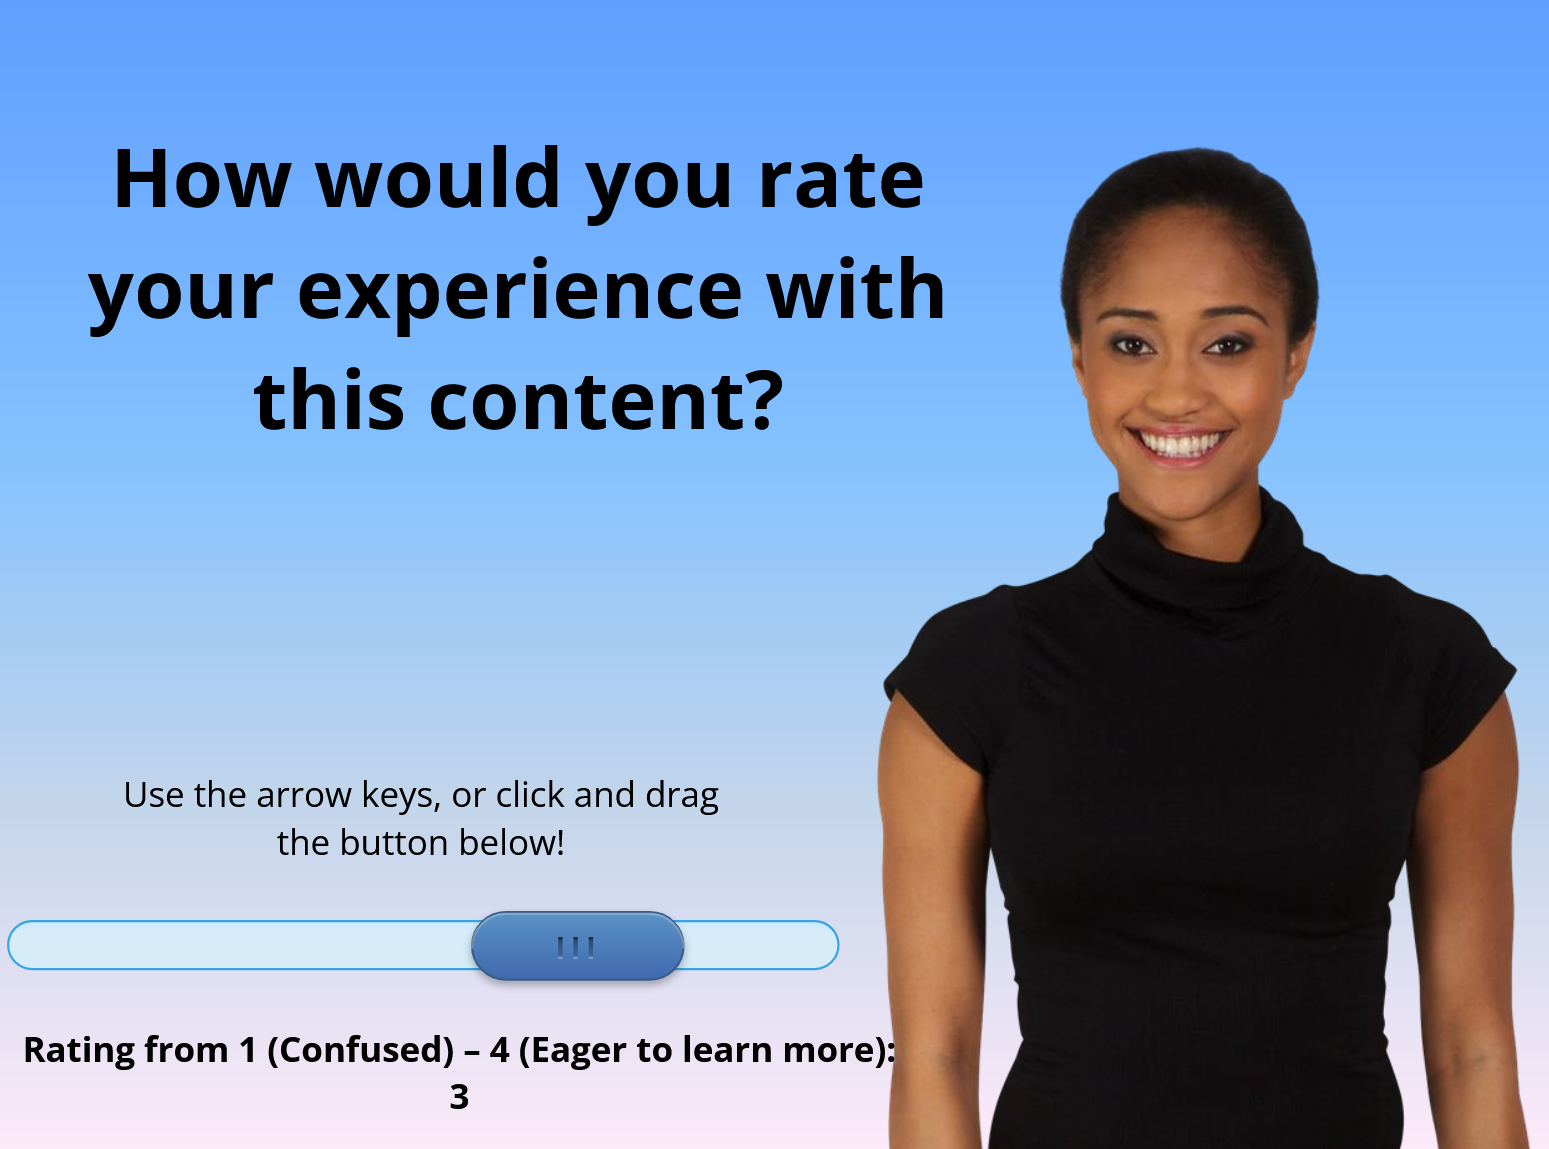 How would you rate
your experience with
this content?
Use the arrow keys, or click and drag
the button below!
Rating from 1 (Confused) – 4 (Eager to learn more):
3